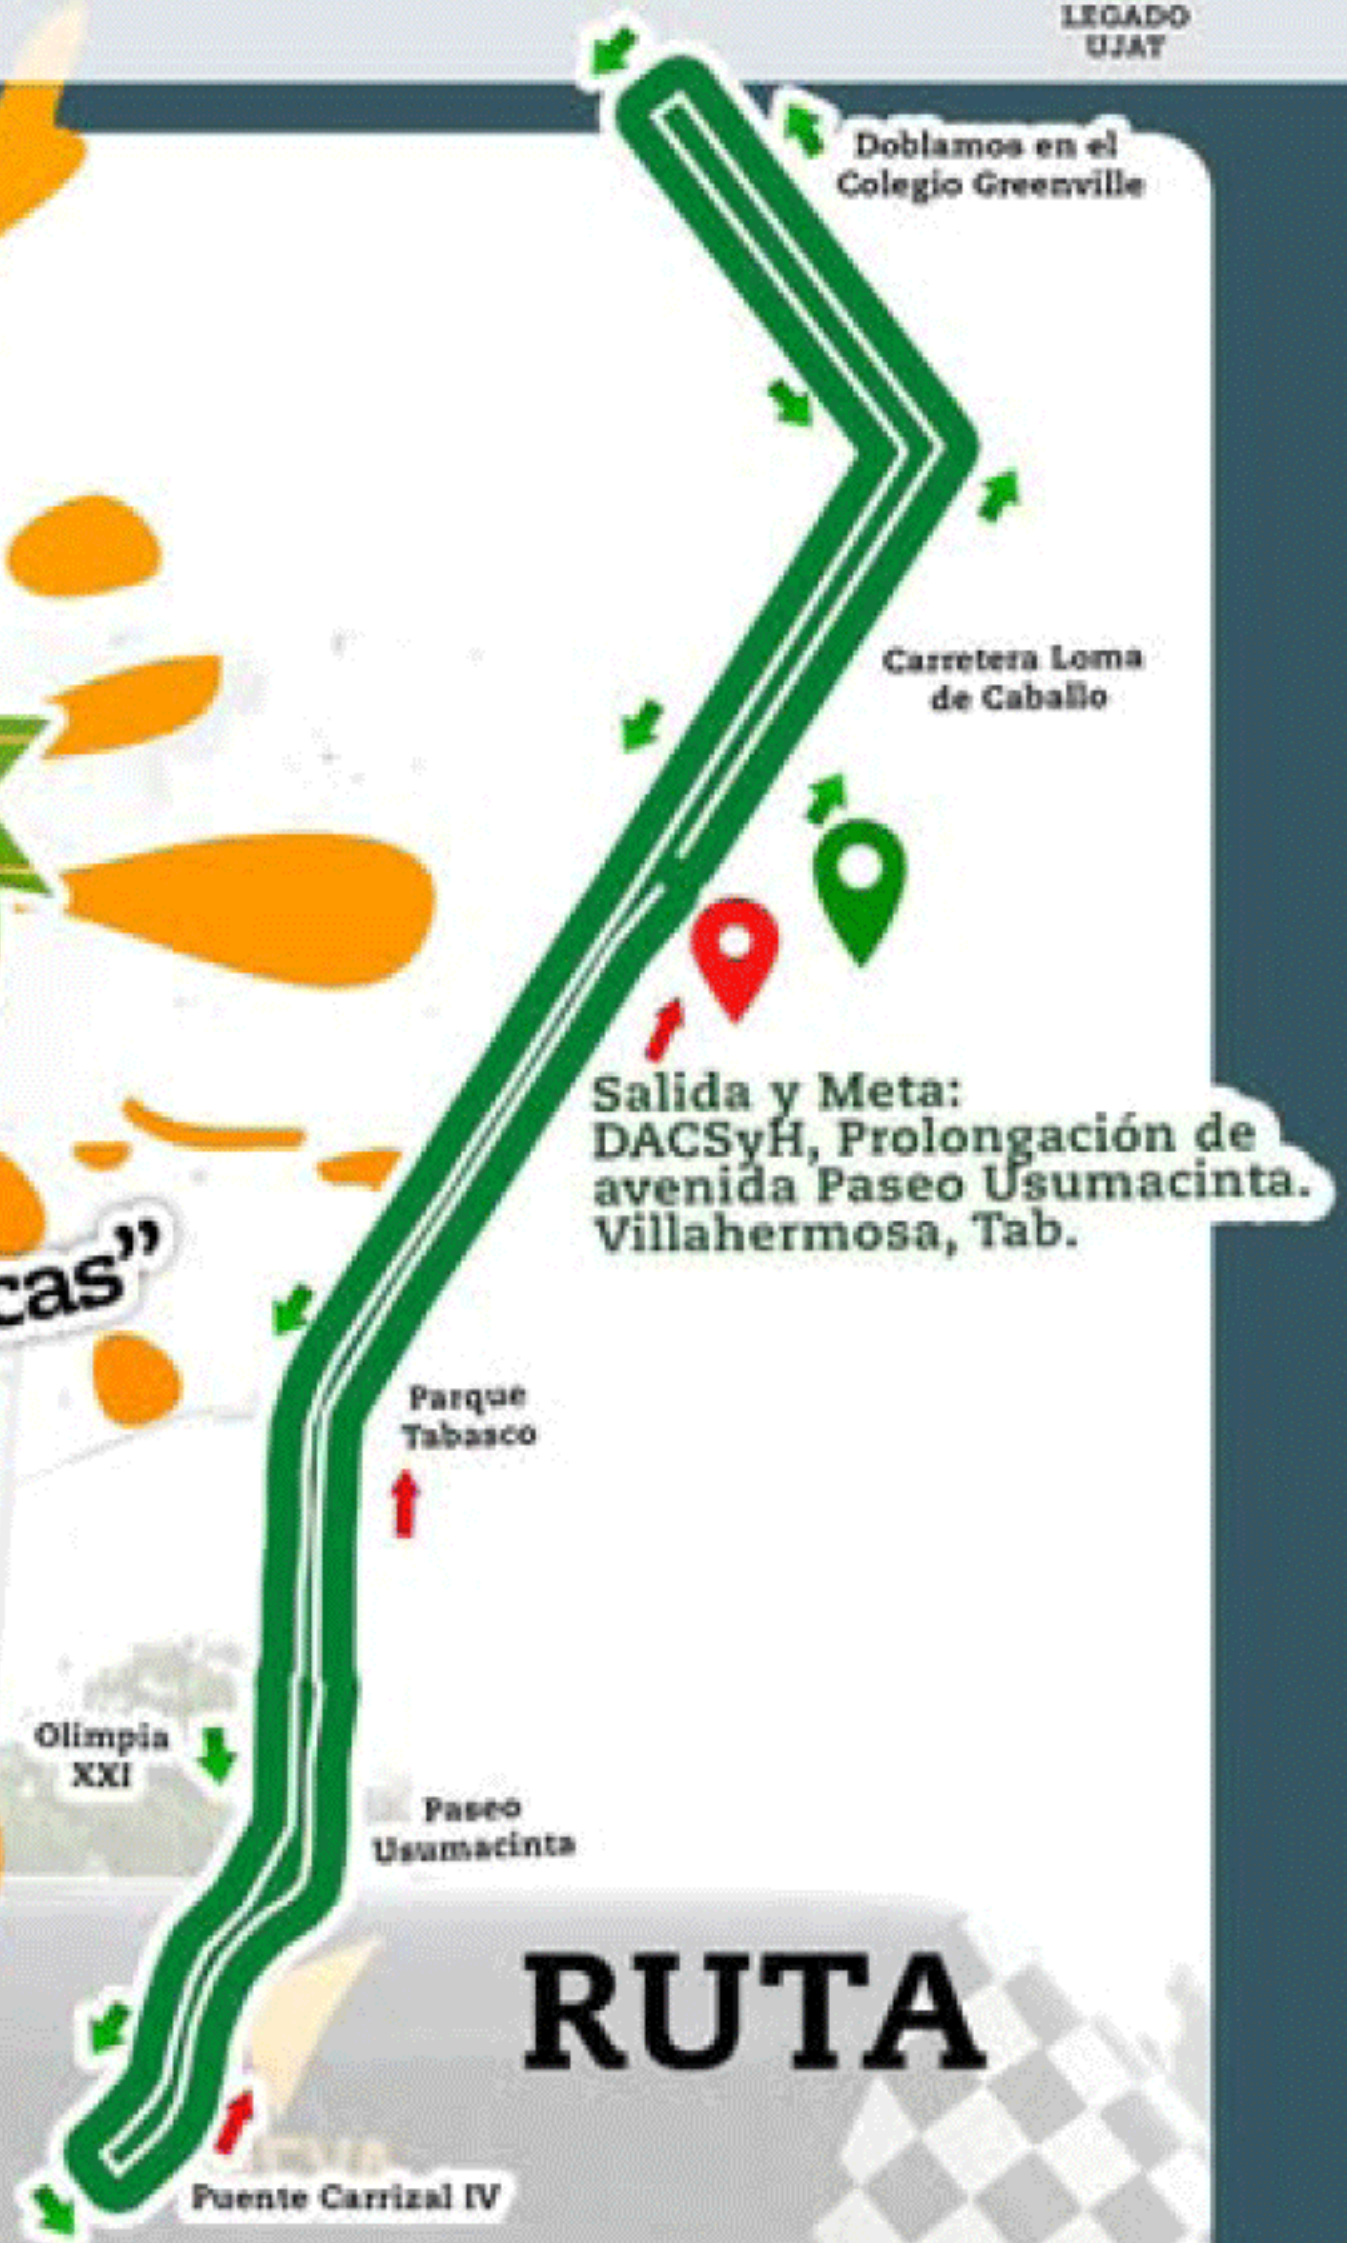 LEGADO
UJAT
Doblamos en el
Colegio Greenville
Carretera Loma
de Caballo
Salida y Meta:
DACSyH, Prolongación de
avenida Paseo Usumacinta.
Villahermosa, Tab.
cas”
Parque
Tabasco
Olimpia
XXI
Paseo
Usumacinta
RUTA
Puente Carrizal IV